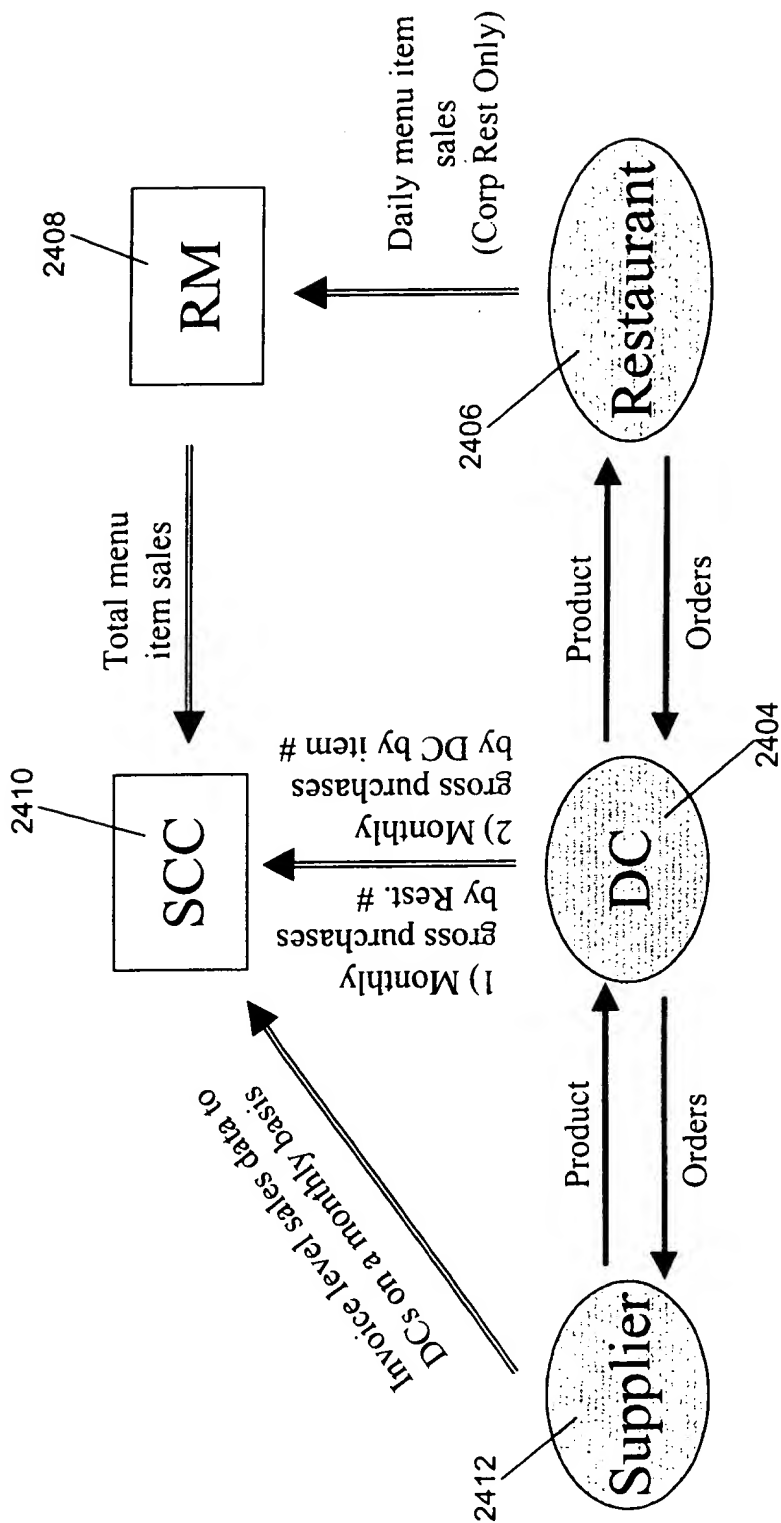 2410
SCC
2408
RM
Total menu
item sales
Invoice level sales data to
DCs on a monthly basis
1) Monthly
gross purchases
by Rest. #
2) Monthly
gross purchases
by DC by item #
Daily menu item
sales
(Corp Rest Only)
2412
Supplier
Product
Orders
DC
2404
Product
Orders
2406
Restaurant